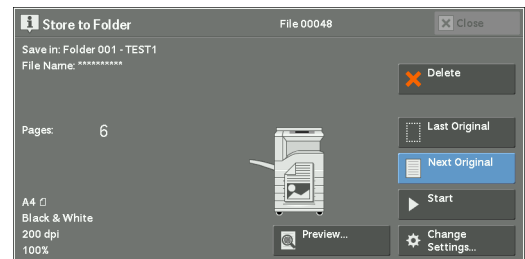 Store to Folder
File 00048
Close
Save in: Folder 001 - TEST1
File Name: **********
Delete
Pages: 6
Last Original
Next Original
A4
Start
Black & White
200 dpi
Preview...
Change
Settings...
100%